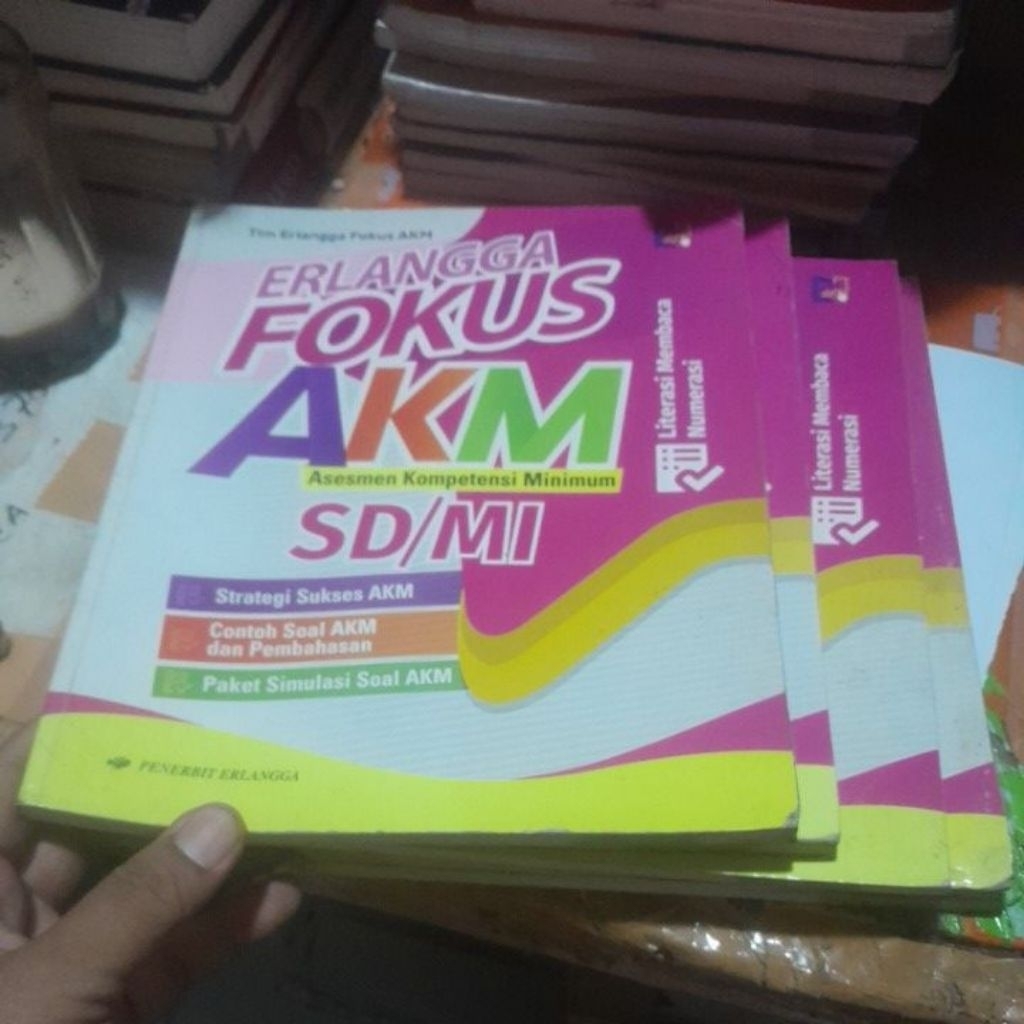 Tim Erlangga Fokus AKM
ERLANGGA
FOKUS
AKM
Asesmen Kompetensi Minimum
SD/MI
Strategi Sukses AKM
Contoh Soal AKM
dan Pembahasan
Paket Simulasi Soal AKM
PENERBIT ERLANGGA
Literasi Membaca
Numerasi
Literasi Membaca
Numerasi